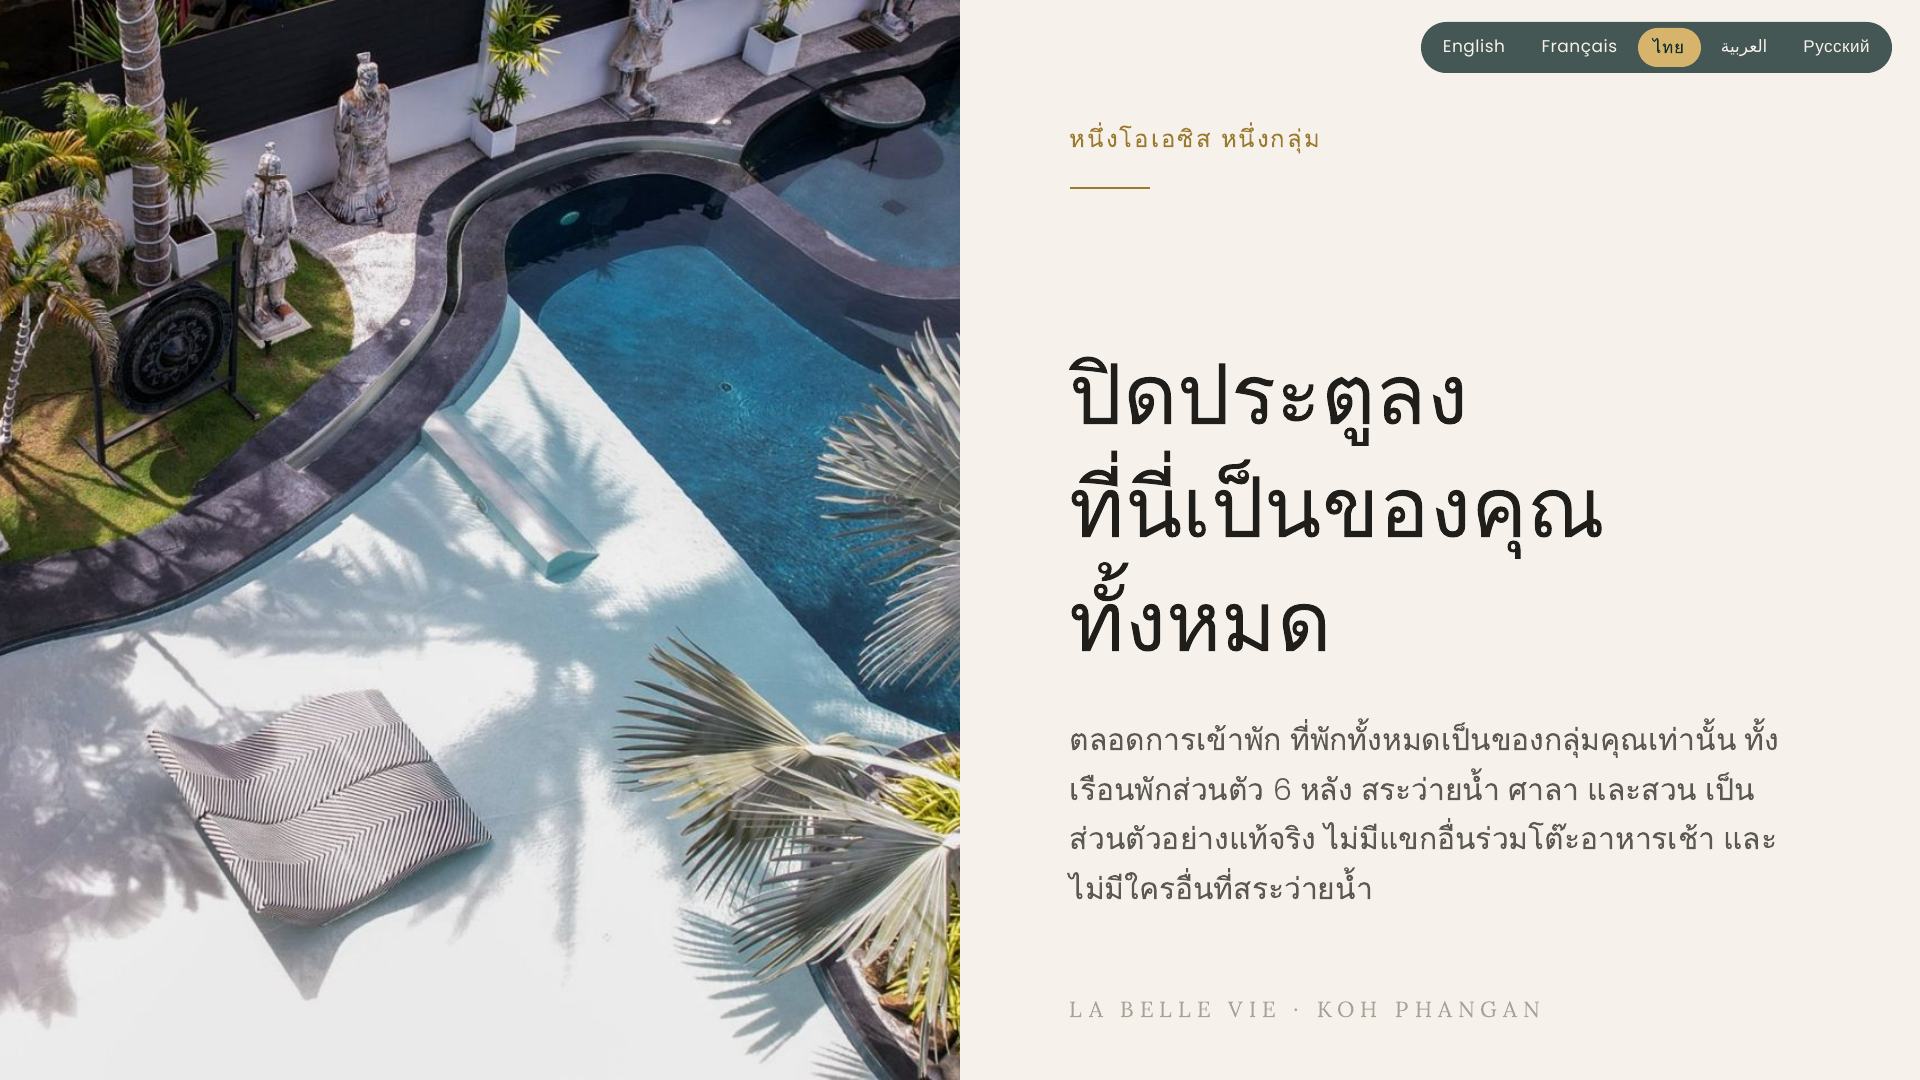 English Français ไทย العربية Русский
หนึ่งโอเอซิส หนึ่งกลุ่ม
ปิดประตูลง
ที่นี่เป็นของคุณ
ทั้งหมด
ตลอดการเข้าพัก ที่พักทั้งหมดเป็นของกลุ่มคุณเท่านั้น ทั้ง
เรือนพักส่วนตัว 6 หลัง สระว่ายน้ำ ศาลา และสวน เป็น
ส่วนตัวอย่างแท้จริง ไม่มีแขกอื่นร่วมโต๊ะอาหารเช้า และ
ไม่มีใครอื่นที่สระว่ายน้ำ
LA BELLE VIE · KOH PHANGAN